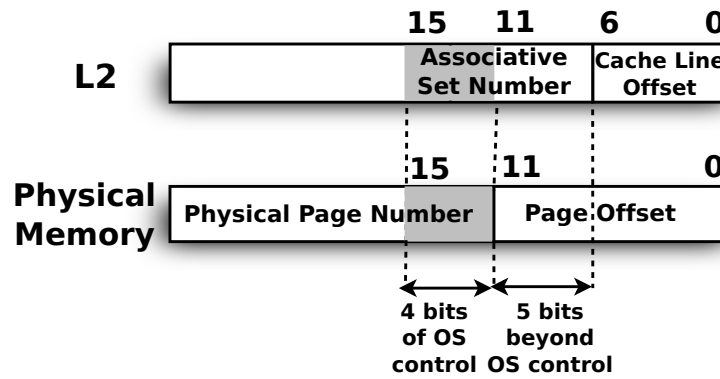 15 11 6 0
L2
Associative
Set Number
Cache Line
Offset
15 11 0
Physical
Memory
Physical Page Number
Page Offset
4 bits
of OS
control
5 bits
beyond
OS control